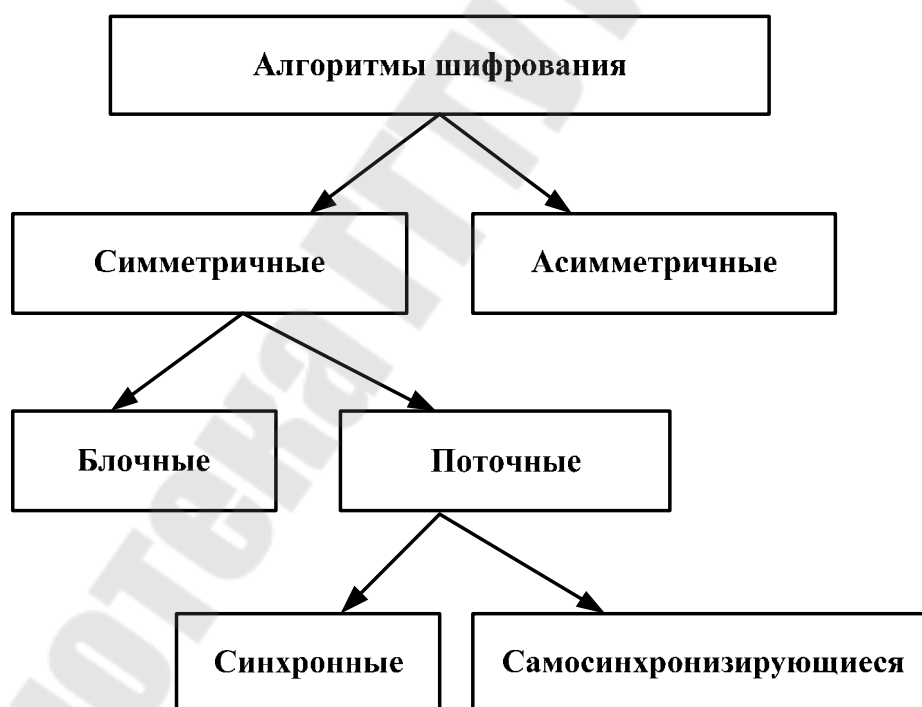 Алгоритмы шифрования
Симметричные
Асимметричные
Блочные
Поточные
Синхронные
Самосинхронизирующиеся